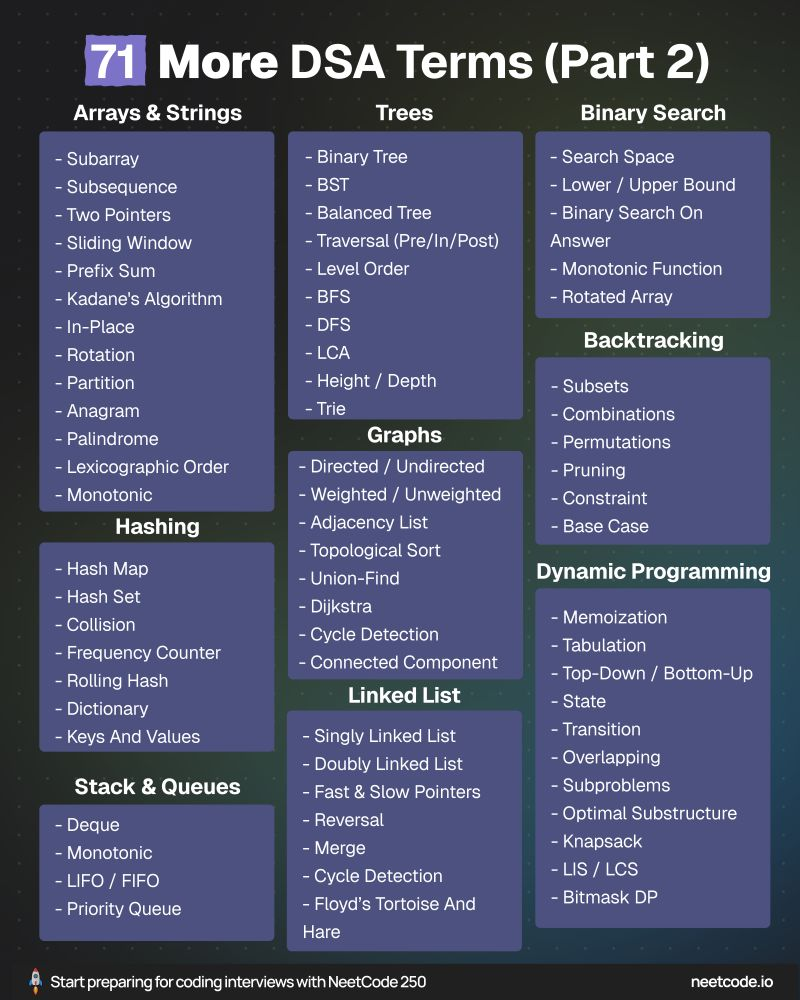 71 More DSA Terms (Part 2)
Arrays & Strings
- Subarray
- Subsequence
- Two Pointers
- Sliding Window
- Prefix Sum
- Kadane's Algorithm
- In-Place
- Rotation
- Partition
- Anagram
- Palindrome
- Lexicographic Order
- Monotonic
Hashing
- Hash Map
- Hash Set
- Collision
- Frequency Counter
- Rolling Hash
- Dictionary
- Keys And Values
Stack & Queues
- Deque
- Monotonic
- LIFO / FIFO
- Priority Queue
Trees
- Binary Tree
- BST
- Balanced Tree
- Traversal (Pre/In/Post)
- Level Order
- BFS
- DFS
- LCA
- Height / Depth
- Trie
Graphs
- Directed / Undirected
- Weighted / Unweighted
- Adjacency List
- Topological Sort
- Union-Find
- Dijkstra
- Cycle Detection
- Connected Component
Linked List
- Singly Linked List
- Doubly Linked List
- Fast & Slow Pointers
- Reversal
- Merge
- Cycle Detection
- Floyd's Tortoise And
Hare
Binary Search
- Search Space
- Lower / Upper Bound
- Binary Search On
Answer
- Monotonic Function
- Rotated Array
Backtracking
- Subsets
- Combinations
- Permutations
- Pruning
- Constraint
- Base Case
Dynamic Programming
- Memoization
- Tabulation
- Top-Down / Bottom-Up
- State
- Transition
- Overlapping
- Subproblems
- Optimal Substructure
- Knapsack
- LIS / LCS
- Bitmask DP
Start preparing for coding interviews with NeetCode 250
neetcode.io